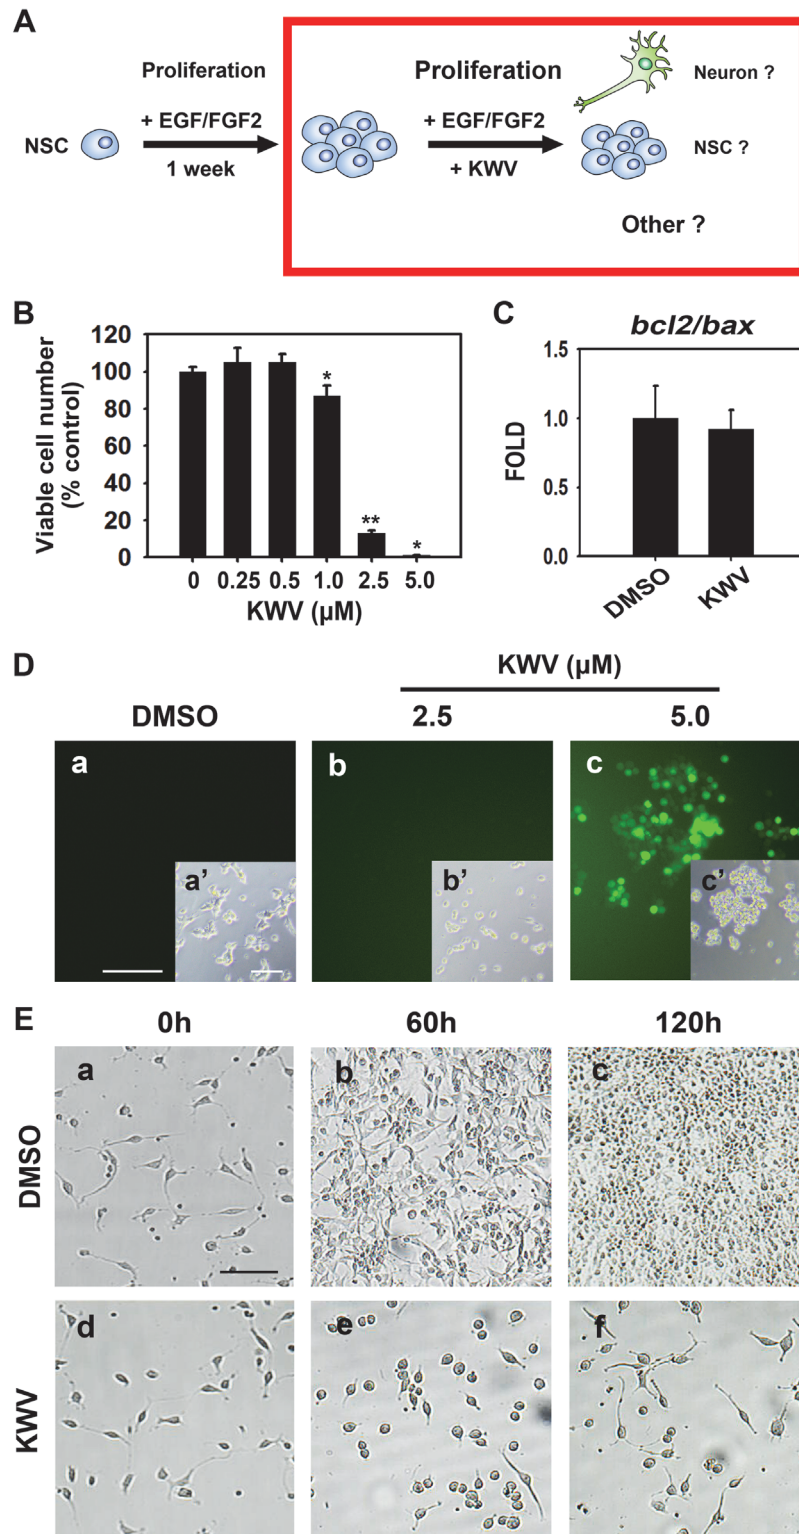 A
Proliferation
+ EGF/FGF2
NSC
1 week
Proliferation
+ EGF/FGF2
+ KWV
Neuron ?
NSC ?
Other ?
B
Viable cell number
(% control)
120
100
80
60
40
20
0
*
**
*
0 0.25 0.5 1.0 2.5 5.0
KWV (µM)
C
bcl2/bax
FOLD
1.5
1.0
0.5
0.0
DMSO
KWV
D
KWV (µM)
DMSO 2.5 5.0
a b c
a’ b’ c’
E
0h 60h 120h
DMSO
a b c
KWV
d e f